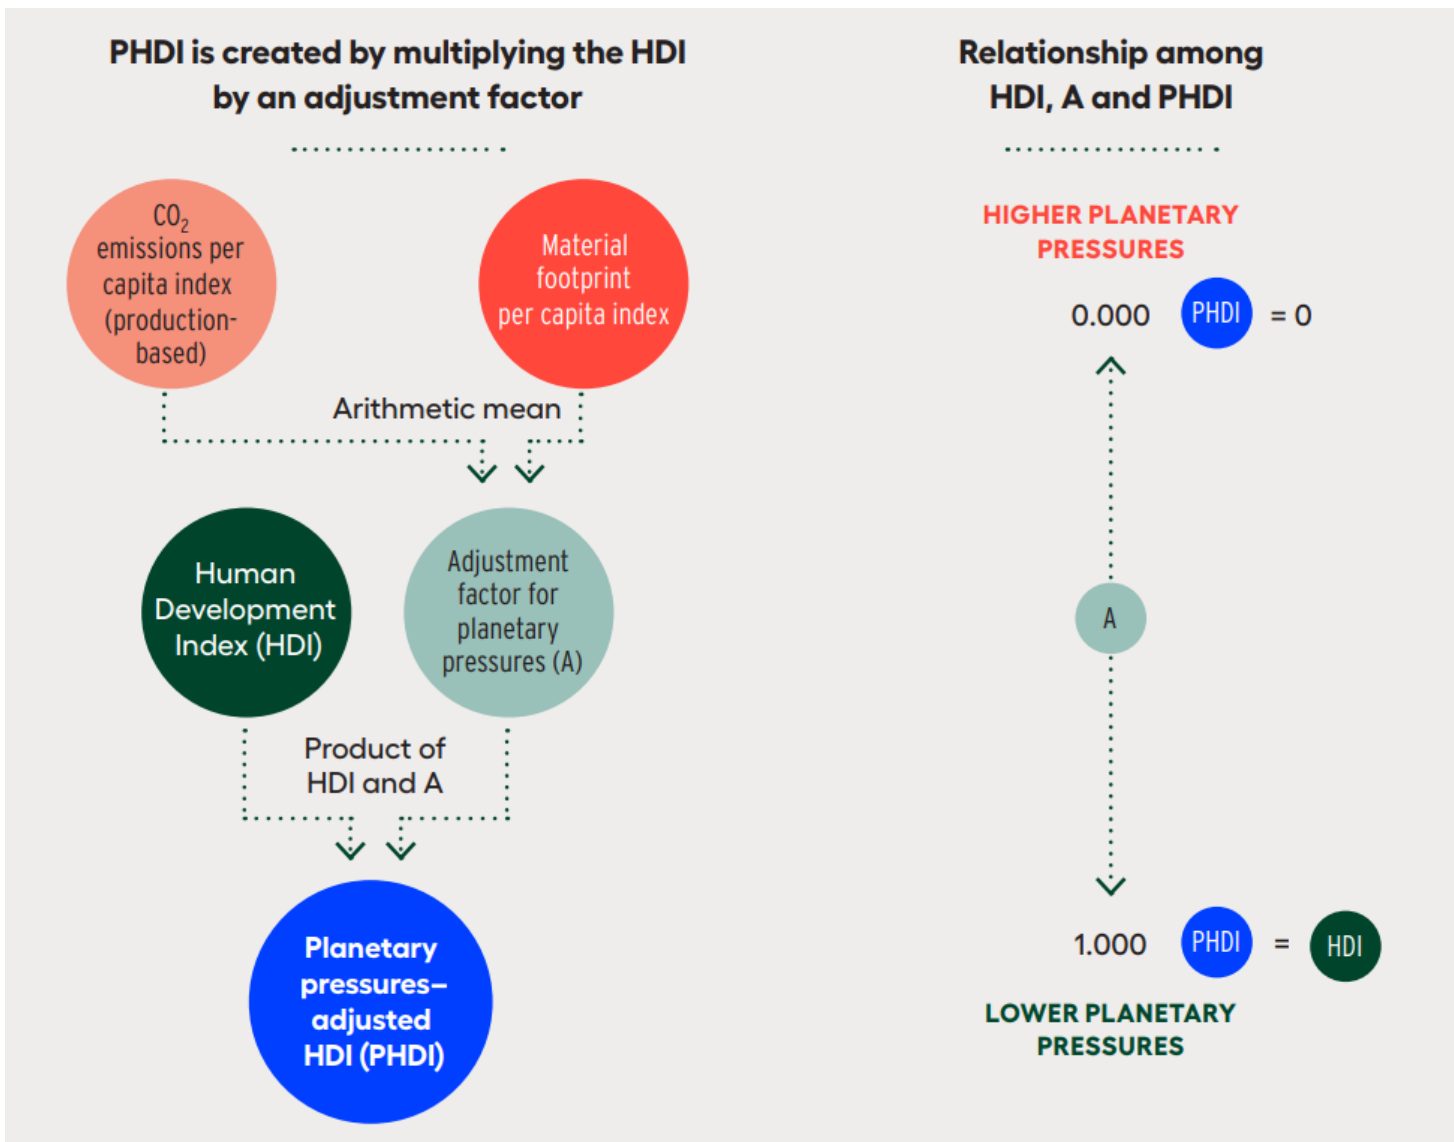 PHDI is created by multiplying the HDI
by an adjustment factor
CO₂
emissions per
capita index
(production-
based)
Material
footprint
per capita index
Arithmetic mean
Human
Development
Index (HDI)
Adjustment
factor for
planetary
pressures (A)
Product of
HDI and A
Planetary
pressures–
adjusted
HDI (PHDI)
Relationship among
HDI, A and PHDI
HIGHER PLANETARY
PRESSURES
0.000 PHDI = 0
A
1.000 PHDI = HDI
LOWER PLANETARY
PRESSURES